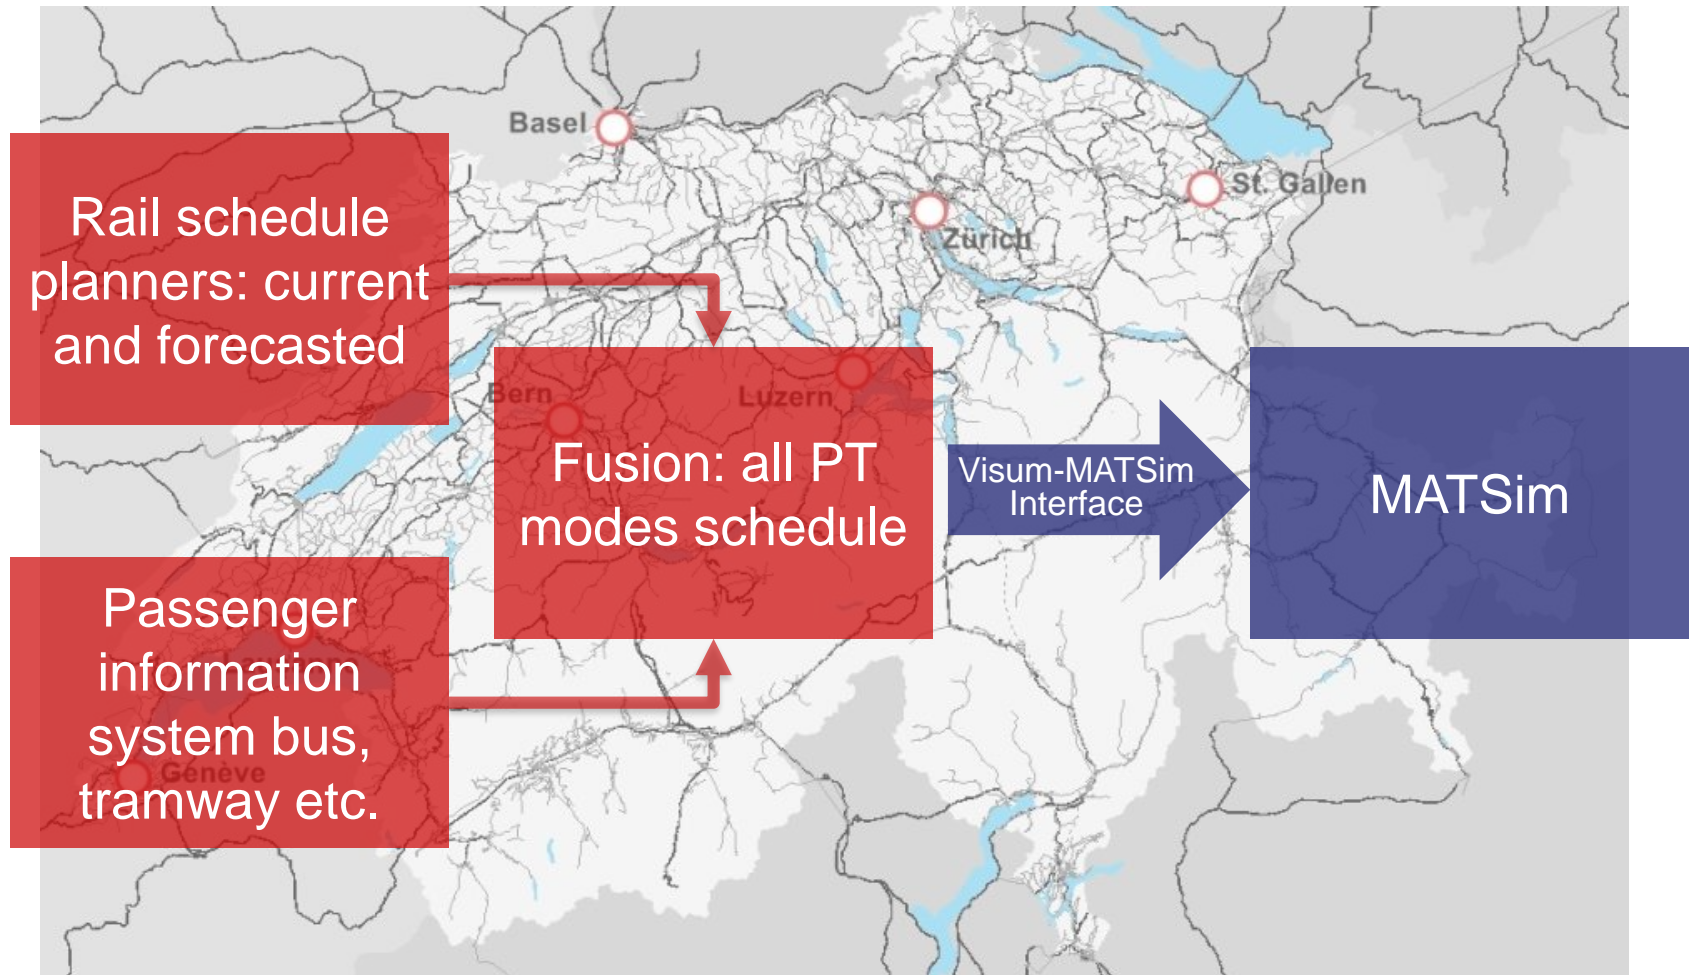 Basel
St. Gallen
Zürich
Rail schedule
planners: current
and forecasted
Bern
Luzern
Fusion: all PT
modes schedule
Visum-MATSim
Interface
MATSim
Passenger
information
system bus,
tramway etc.
Genève